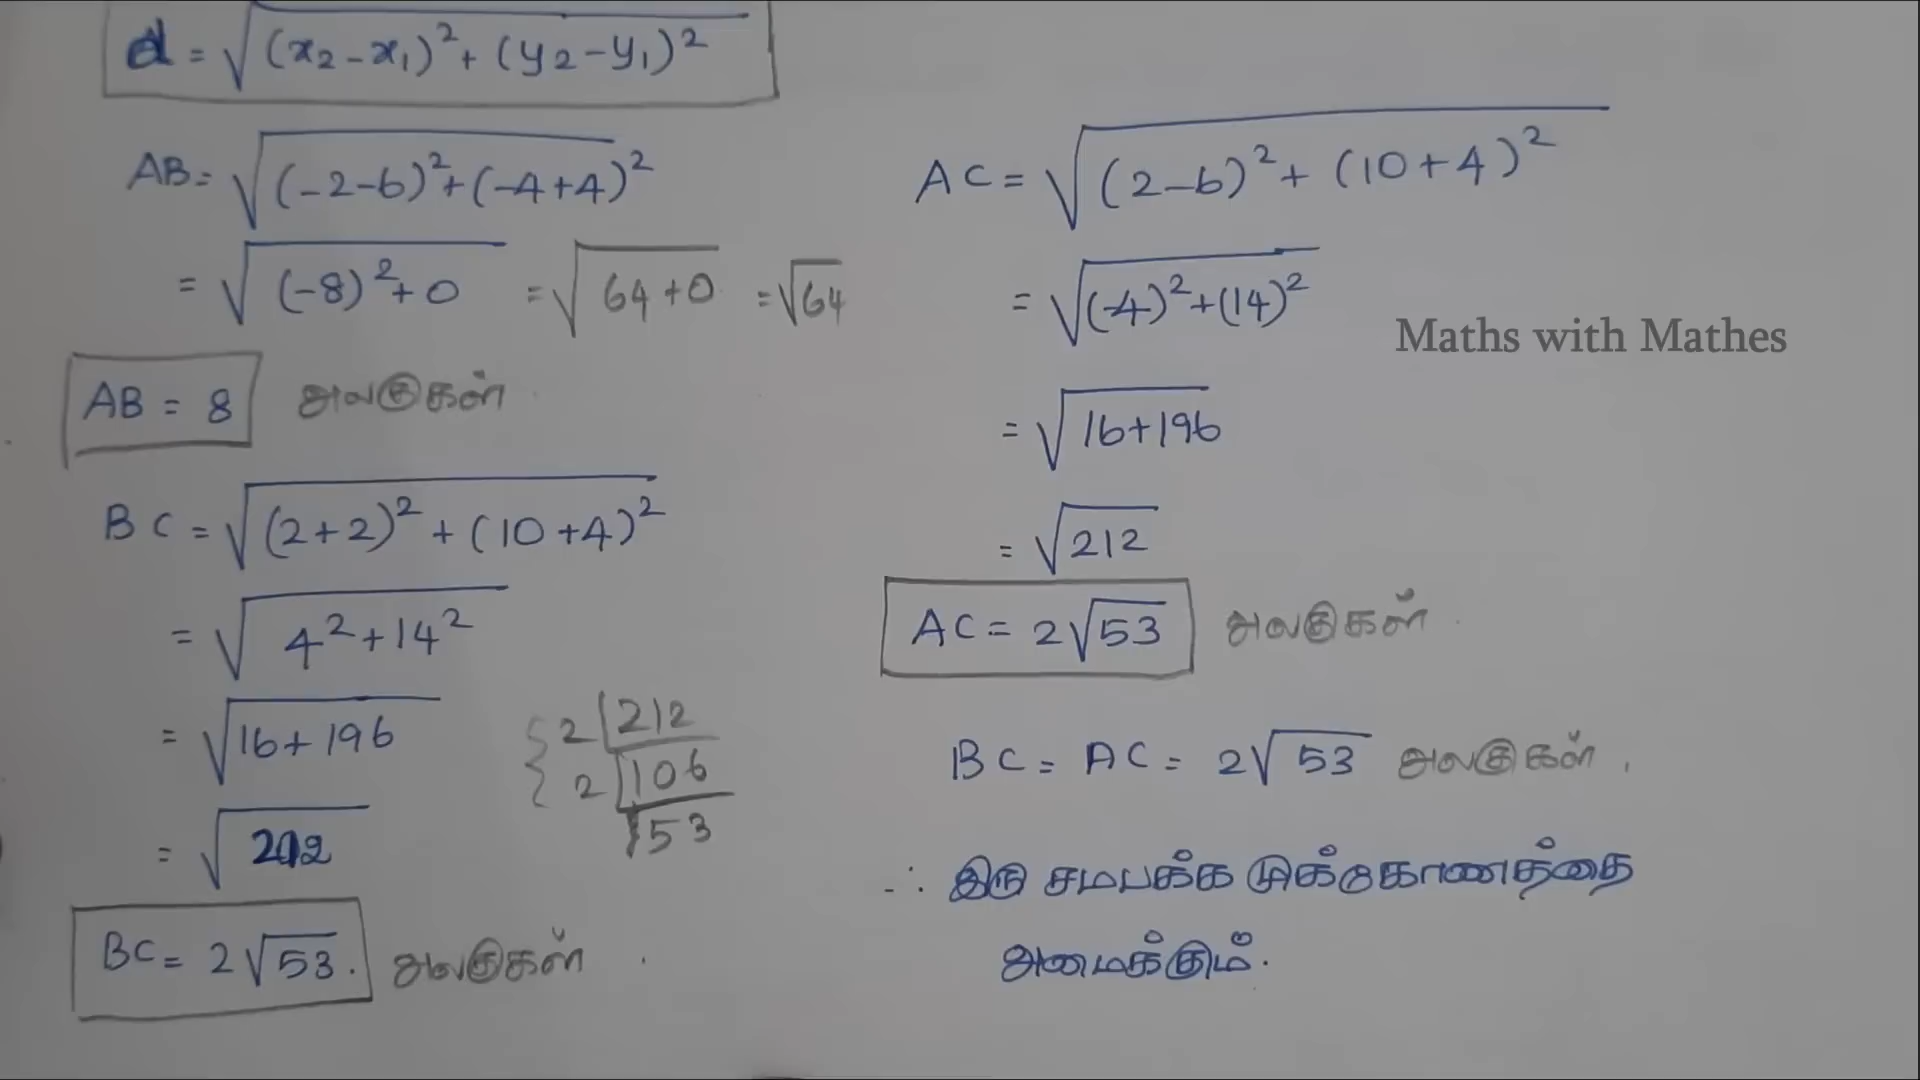 d = √(x₂-x₁)²+(y₂-y₁)²
AB = √(-2-6)²+(-4+4)²
= √(-8)²+0 = √64+0 = √64
AB = 8 அலகுகள்
BC = √(2+2)²+(10+4)²
= √4²+14²
= √16+196
= √212
BC = 2√53. அலகுகள்.
2|212
2|106
53
AC = √(2-6)²+(10+4)²
= √(-4)²+(14)²
= √16+196
= √212
AC = 2√53 அலகுகள்.
BC = AC = 2√53 அலகுகள்.
∴ இரு சமபக்க முக்கோணத்தை
அமைக்கும்.
Maths with Mathes